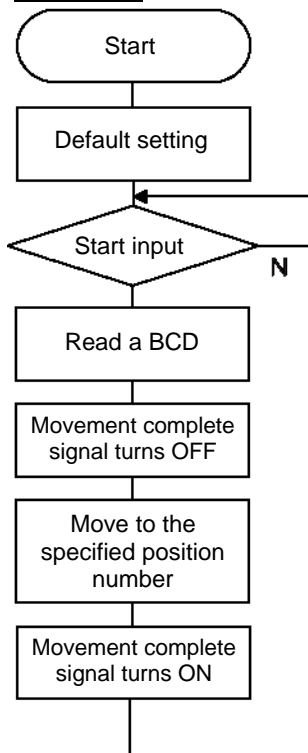 Start
Default setting
Start input
N
Read a BCD
Movement complete
signal turns OFF
Move to the
specified position
number
Movement complete
signal turns ON